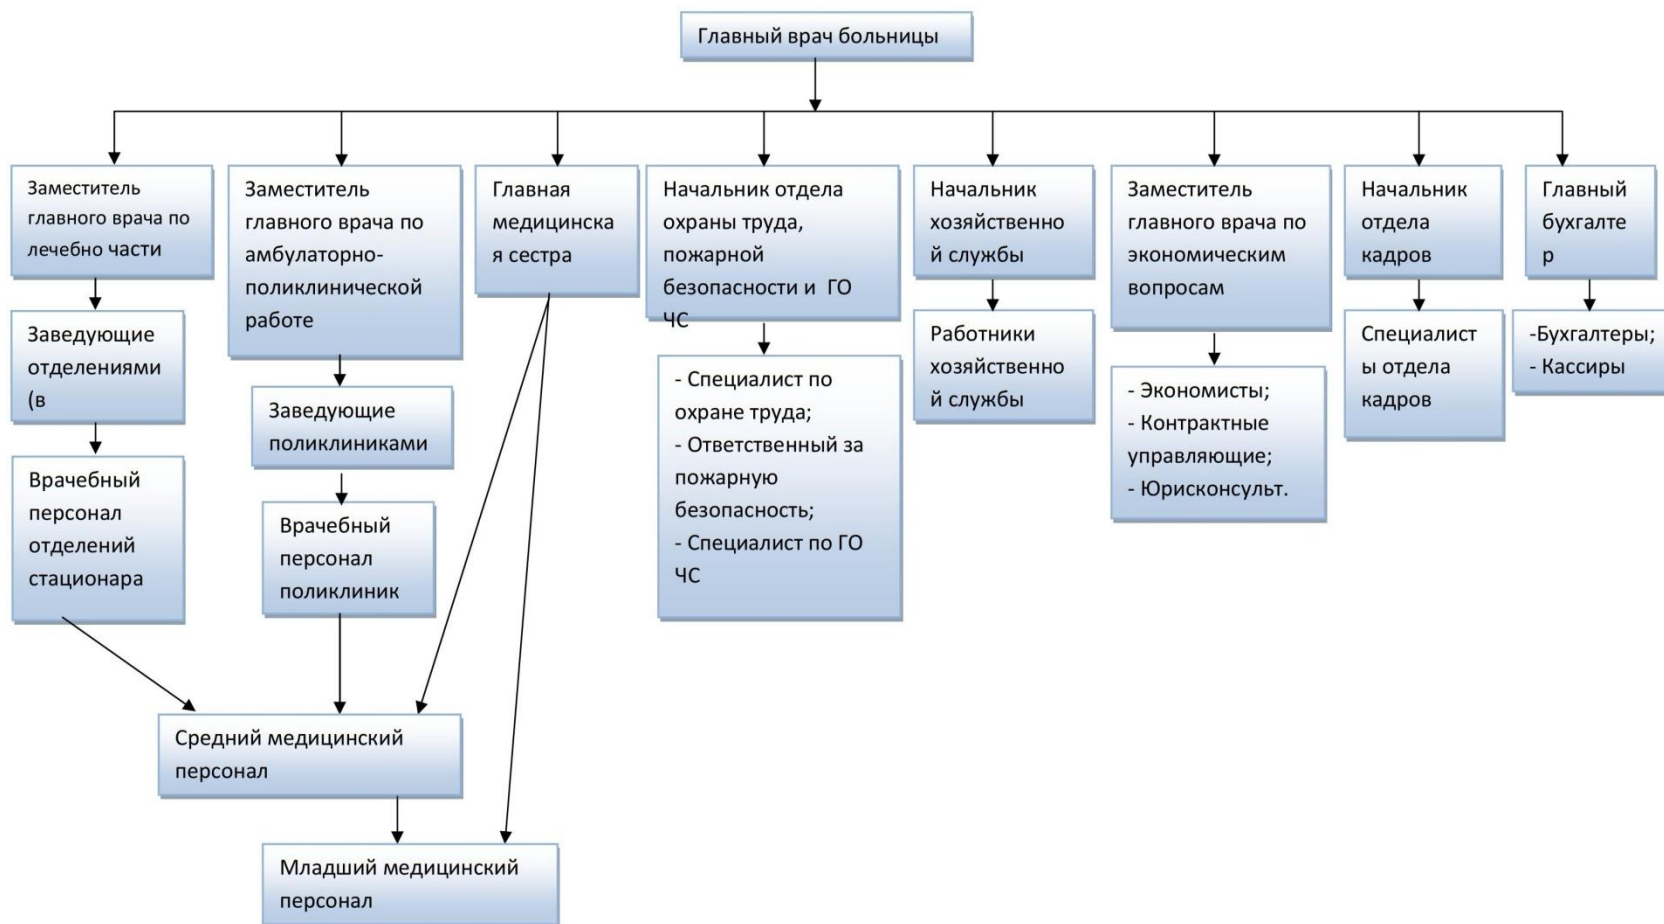 Главный врач больницы
Заместитель
главного врача по
лечебно части
Заместитель
главного врача по
амбулаторно-
поликлинической
работе
Главная
медицинска
я сестра
Начальник отдела
охраны труда,
пожарной
безопасности и ГО
ЧС
Начальник
хозяйственно
й службы
Заместитель
главного врача по
экономическим
вопросам
Начальник
отдела
кадров
Главный
бухгалте
р
Заведующие
отделениями
(в
Заведующие
поликлиниками
- Специалист по
охране труда;
- Ответственный за
пожарную
безопасность;
- Специалист по ГО
ЧС
Работники
хозяйственно
й службы
- Экономисты;
- Контрактные
управляющие;
- Юрисконсульт.
Специалист
ы отдела
кадров
-Бухгалтеры;
- Кассиры
Врачебный
персонал
отделений
стационара
Врачебный
персонал
поликлиник
Средний медицинский
персонал
Младший медицинский
персонал